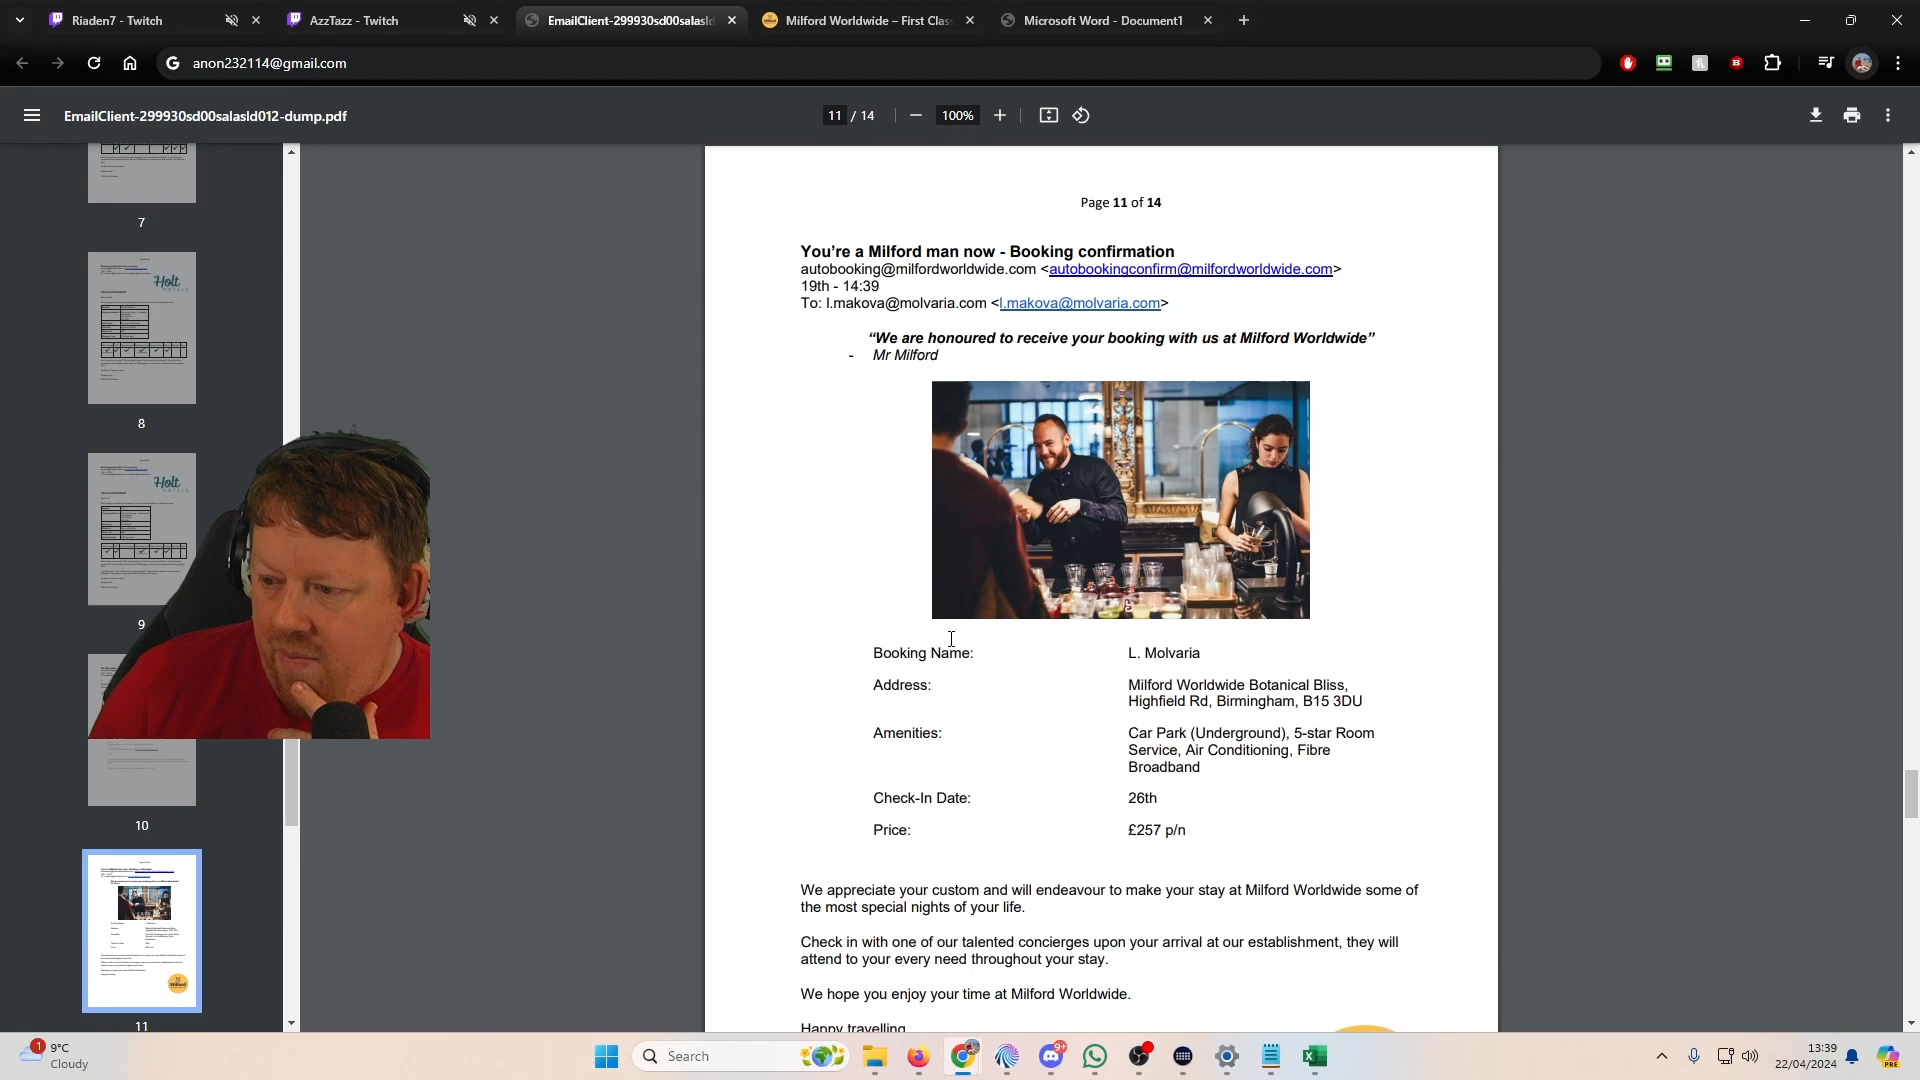 Riaden7 - Twitch
AzzTazz - Twitch
EmailClient-299930sd00salasld
Milford Worldwide – First Clas
Microsoft Word - Document1
anon232114@gmail.com
EmailClient-299930sd00salasld012-dump.pdf
11 / 14
100%
7
Holt
HOTELS
8
Holt
HOTELS
9
10
Milford
11
Page 11 of 14
You're a Milford man now - Booking confirmation
autobooking@milfordworldwide.com <autobookingconfirm@milfordworldwide.com>
19th - 14:39
To: l.makova@molvaria.com <l.makova@molvaria.com>
"We are honoured to receive your booking with us at Milford Worldwide"
- Mr Milford
Booking Name: L. Molvaria
Address: Milford Worldwide Botanical Bliss,
Highfield Rd, Birmingham, B15 3DU
Amenities: Car Park (Underground), 5-star Room
Service, Air Conditioning, Fibre
Broadband
Check-In Date: 26th
Price: £257 p/n
We appreciate your custom and will endeavour to make your stay at Milford Worldwide some of
the most special nights of your life.
Check in with one of our talented concierges upon your arrival at our establishment, they will
attend to your every need throughout your stay.
We hope you enjoy your time at Milford Worldwide.
Happy travelling
1
9°C
Cloudy
Search
9+
PRE
13:39
22/04/2024